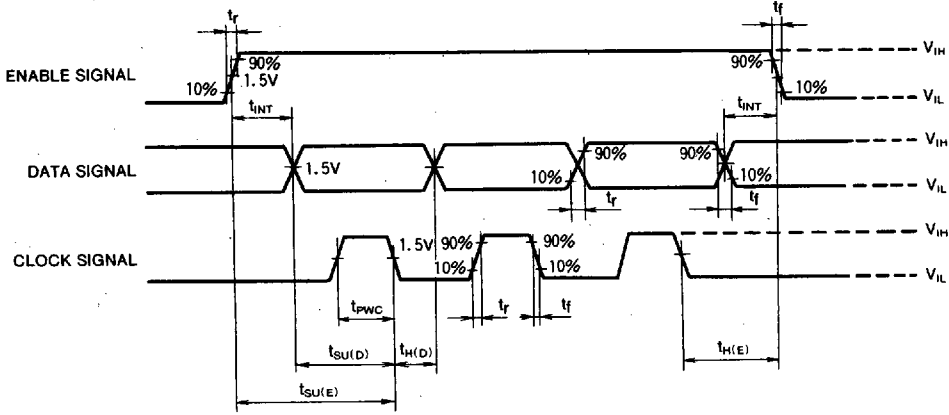 tr
tf
ENABLE SIGNAL
90%
1.5V
10%
90%
10%
VIH
VIL
tINT
tINT
DATA SIGNAL
1.5V
90%
10%
90%
10%
VIH
VIL
tr
tf
CLOCK SIGNAL
1.5V
90%
10%
90%
10%
VIH
VIL
tPWC
tr
tf
tSU(D)
tH(D)
tH(E)
tSU(E)